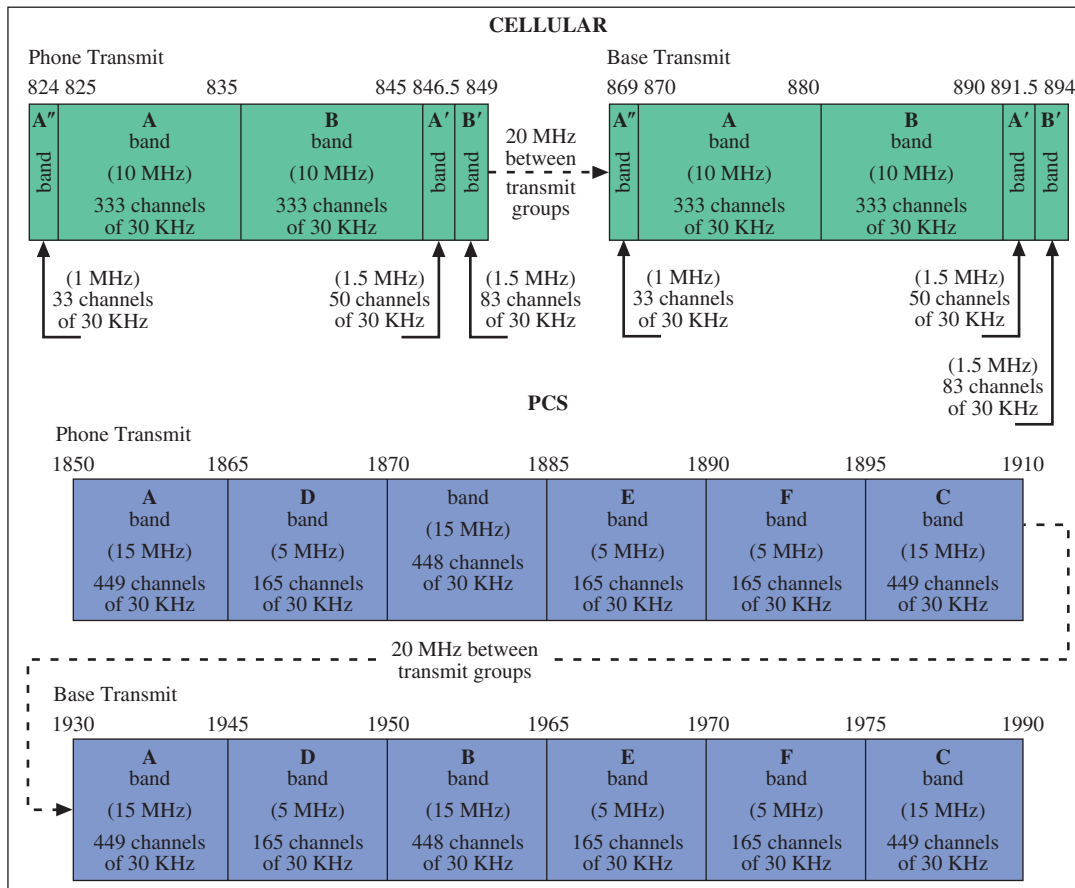 CELLULAR
Phone Transmit
824 825 835 845 846.5 849
A″ A B A′ B′
band band band band band
(10 MHz) (10 MHz)
333 channels 333 channels
of 30 KHz of 30 KHz
(1 MHz) (1.5 MHz) (1.5 MHz)
33 channels 50 channels 83 channels
of 30 KHz of 30 KHz of 30 KHz
20 MHz
between
transmit
groups
Base Transmit
869 870 880 890 891.5 894
A″ A B A′ B′
band band band band band
(10 MHz) (10 MHz)
333 channels 333 channels
of 30 KHz of 30 KHz
(1 MHz) (1.5 MHz)
33 channels 50 channels
of 30 KHz of 30 KHz
(1.5 MHz)
83 channels
of 30 KHz
PCS
Phone Transmit
1850 1865 1870 1885 1890 1895 1910
A D band E F C
band band (15 MHz) band band band
(15 MHz) (5 MHz) 448 channels (5 MHz) (5 MHz) (15 MHz)
449 channels 165 channels of 30 KHz 165 channels 165 channels 449 channels
of 30 KHz of 30 KHz of 30 KHz of 30 KHz of 30 KHz
20 MHz between
transmit groups
Base Transmit
1930 1945 1950 1965 1970 1975 1990
A D B E F C
band band band band band band
(15 MHz) (5 MHz) (15 MHz) (5 MHz) (5 MHz) (15 MHz)
449 channels 165 channels 448 channels 165 channels 165 channels 449 channels
of 30 KHz of 30 KHz of 30 KHz of 30 KHz of 30 KHz of 30 KHz